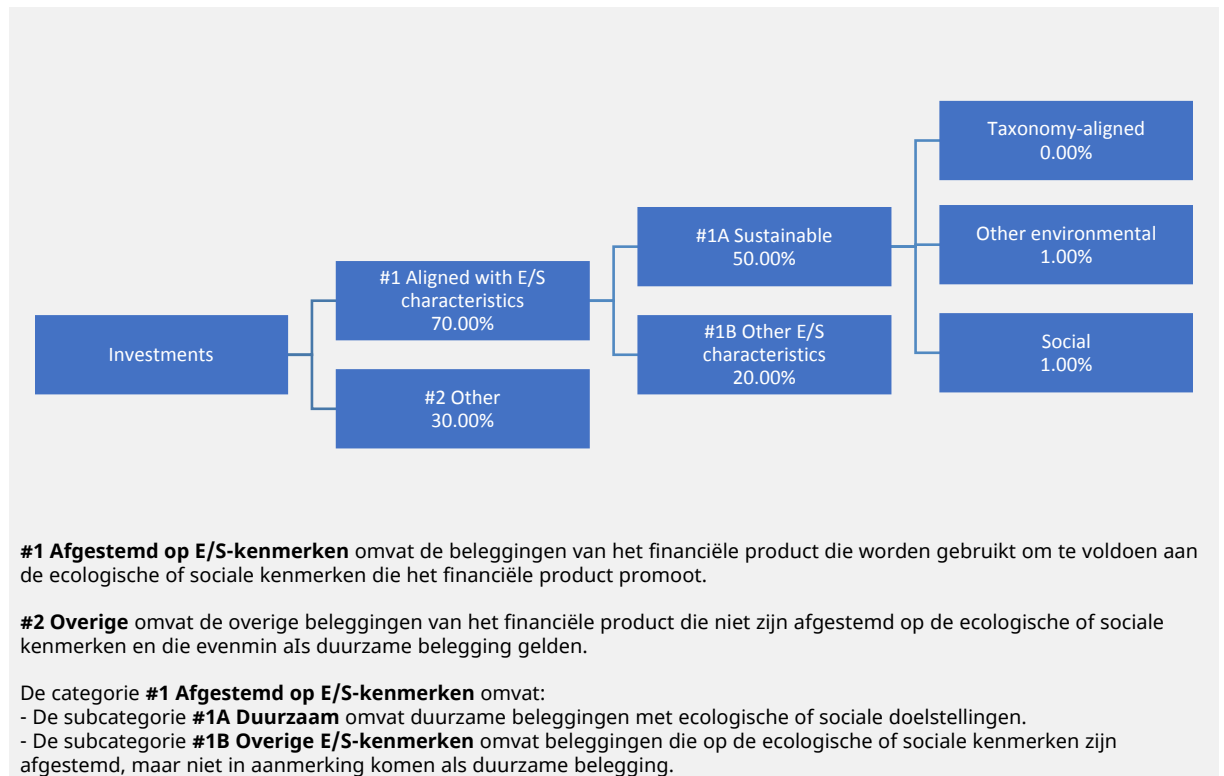 Taxonomy-aligned
0.00%
#1A Sustainable
50.00%
Other environmental
1.00%
#1 Aligned with E/S
characteristics
70.00%
Investments
#1B Other E/S
characteristics
20.00%
Social
1.00%
#2 Other
30.00%
#1 Afgestemd op E/S-kenmerken omvat de beleggingen van het financiële product die worden gebruikt om te voldoen aan
de ecologische of sociale kenmerken die het financiële product promoot.
#2 Overige omvat de overige beleggingen van het financiële product die niet zijn afgestemd op de ecologische of sociale
kenmerken en die evenmin als duurzame belegging gelden.
De categorie #1 Afgestemd op E/S-kenmerken omvat:
- De subcategorie #1A Duurzaam omvat duurzame beleggingen met ecologische of sociale doelstellingen.
- De subcategorie #1B Overige E/S-kenmerken omvat beleggingen die op de ecologische of sociale kenmerken zijn
afgestemd, maar niet in aanmerking komen als duurzame belegging.